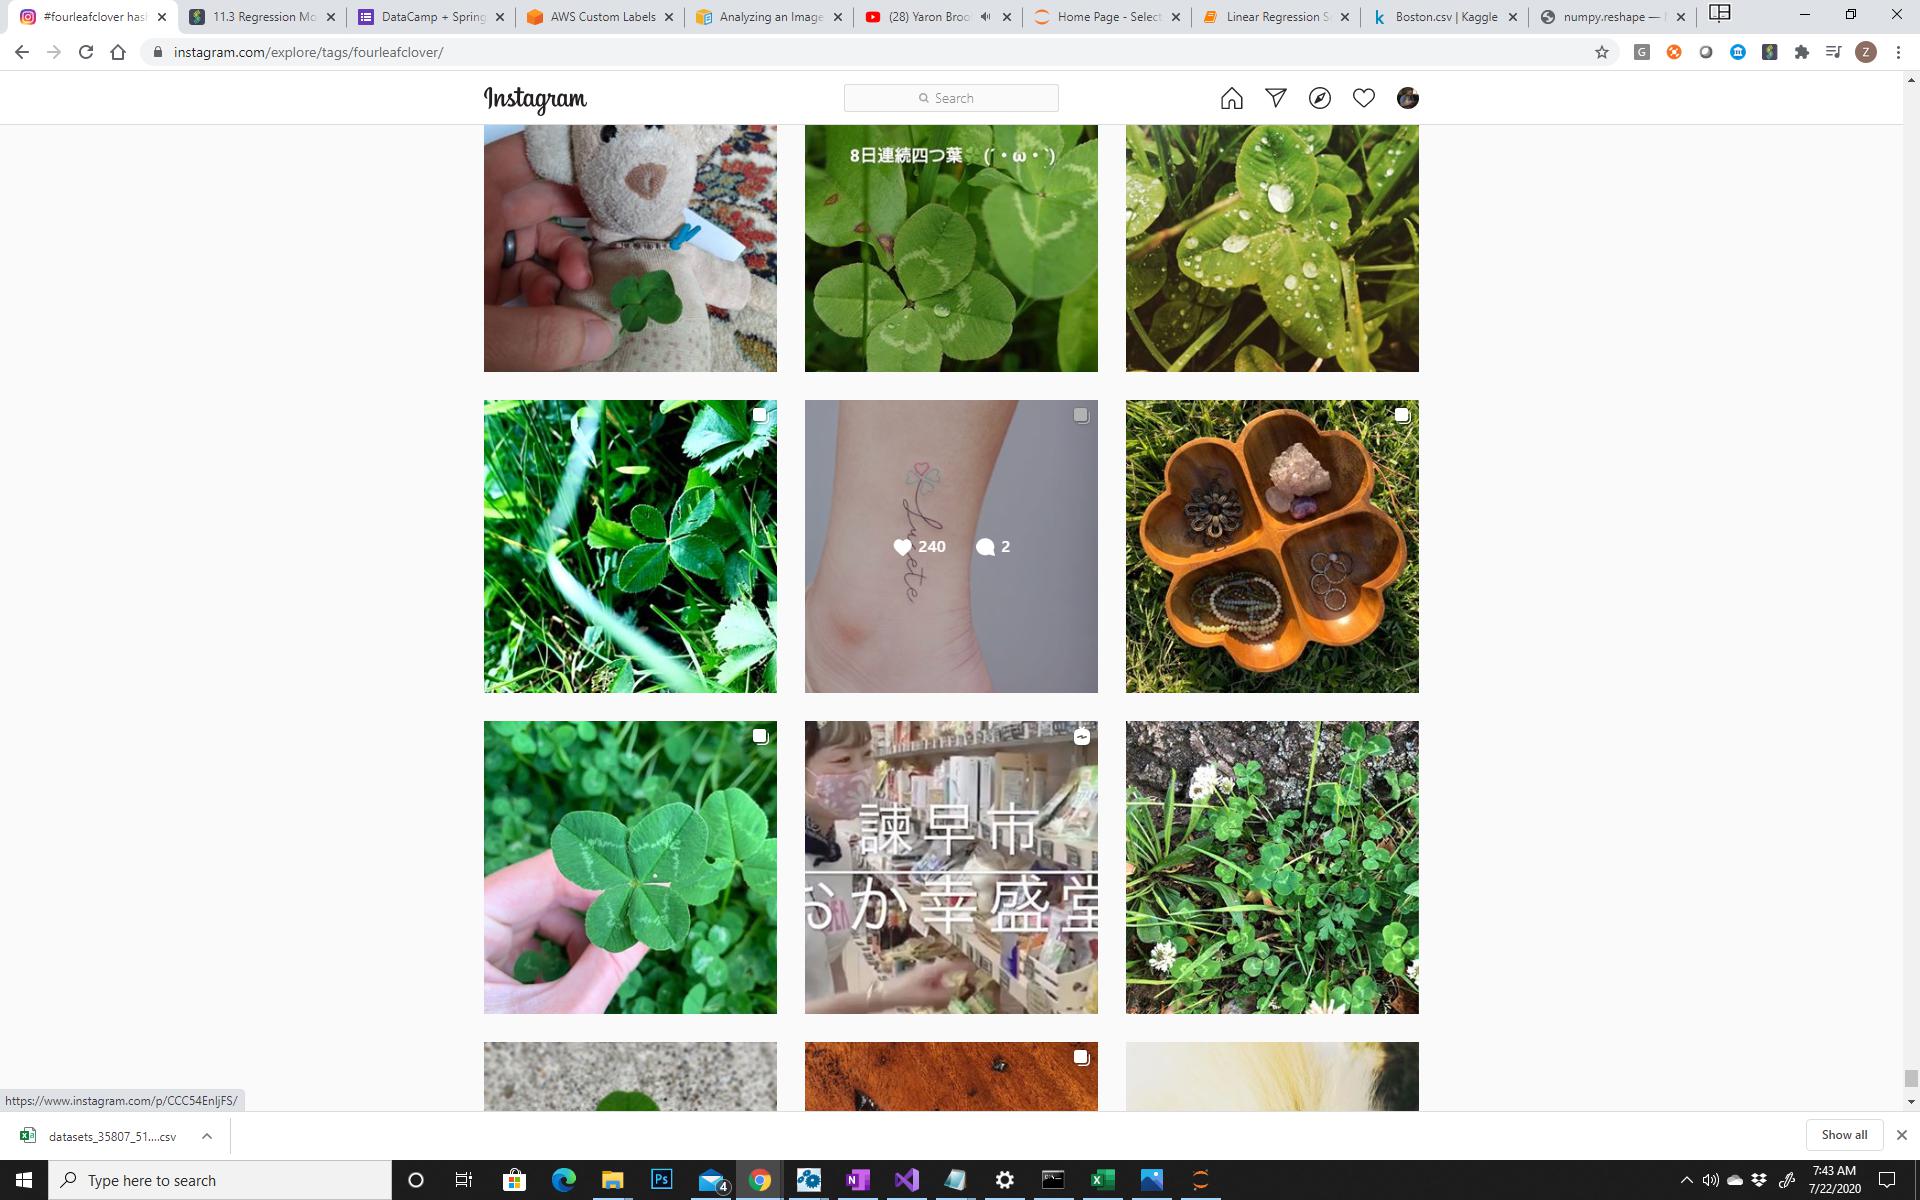 #fourleafclover has
11.3 Regression Mo
DataCamp + Spring
AWS Custom Labels
Analyzing an Image
(28) Yaron Broo
Home Page - Select
Linear Regression S
Boston.csv | Kaggle
numpy.reshape —
instagram.com/explore/tags/fourleafclover/
Z
Instagram
Search
8日連続四つ葉 (´・ω・`)
240 2
諫早市
おか幸盛堂
https://www.instagram.com/p/CCC54EnljFS/
datasets_35807_51....csv
Show all
Type here to search
Ps
4
7:43 AM
7/22/2020